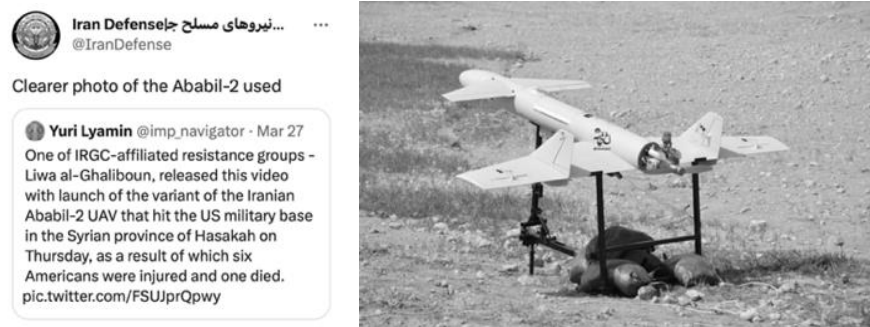 Iran Defense|نیروهای مسلح جا...
...
@IranDefense
Clearer photo of the Ababil-2 used
Yuri Lyamin @imp_navigator · Mar 27
One of IRGC-affiliated resistance groups -
Liwa al-Ghaliboun, released this video
with launch of the variant of the Iranian
Ababil-2 UAV that hit the US military base
in the Syrian province of Hasakah on
Thursday, as a result of which six
Americans were injured and one died.
pic.twitter.com/FSUJprQpwy